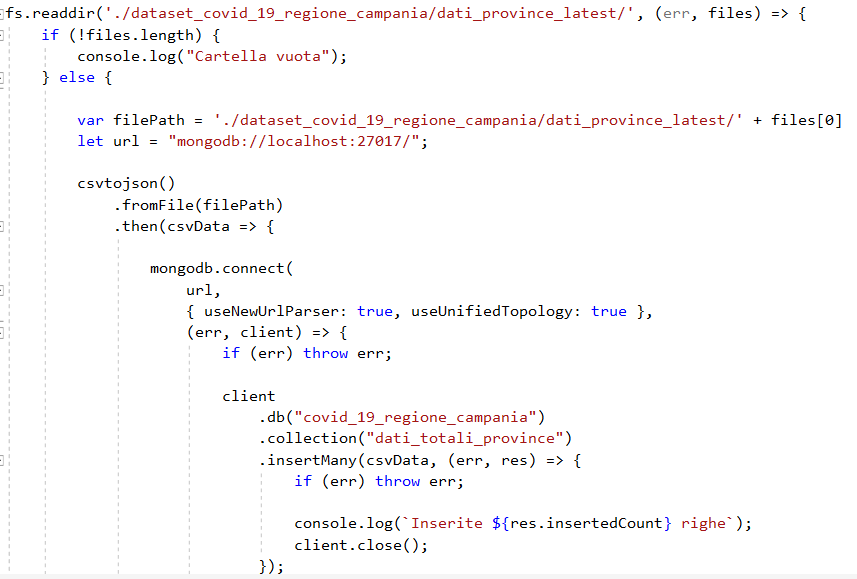 fs.readdir('./dataset_covid_19_regione_campania/dati_province_latest/', (err, files) => {
if (!files.length) {
console.log("Cartella vuota");
} else {
var filePath = './dataset_covid_19_regione_campania/dati_province_latest/' + files[0]
let url = "mongodb://localhost:27017/";
csvtojson()
.fromFile(filePath)
.then(csvData => {
mongodb.connect(
url,
{ useNewUrlParser: true, useUnifiedTopology: true },
(err, client) => {
if (err) throw err;
client
.db("covid_19_regione_campania")
.collection("dati_totali_province")
.insertMany(csvData, (err, res) => {
if (err) throw err;
console.log(`Inserite ${res.insertedCount} righe`);
client.close();
});